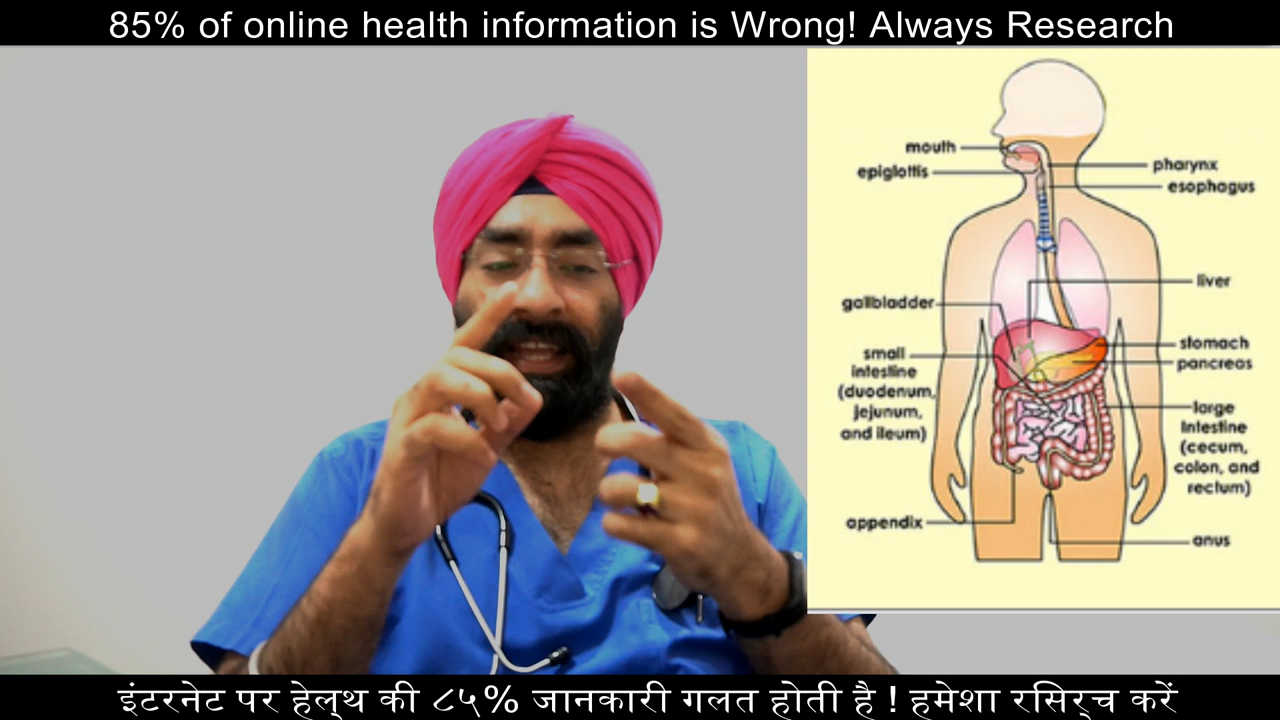 85% of online health information is Wrong! Always Research
mouth
epiglottis
pharynx
esophagus
liver
gallbladder
small
intestine
(duodenum,
jejunum,
and ileum)
stomach
pancreas
large
Intestine
(cecum,
colon, and
rectum)
appendix
anus
इंटरनेट पर हेल्थ की ८५% जानकारी गलत होती है ! हमेशा रसिर्च करें